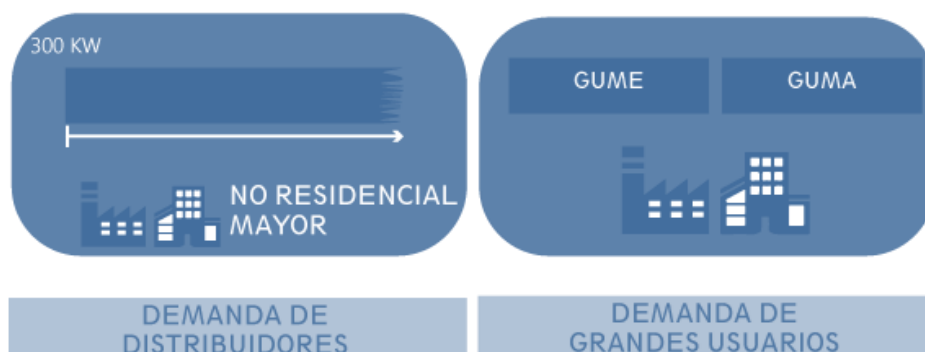 300 KW
NO RESIDENCIAL
MAYOR
GUME
GUMA
DEMANDA DE
DISTRIBUIDORES
DEMANDA DE
GRANDES USUARIOS